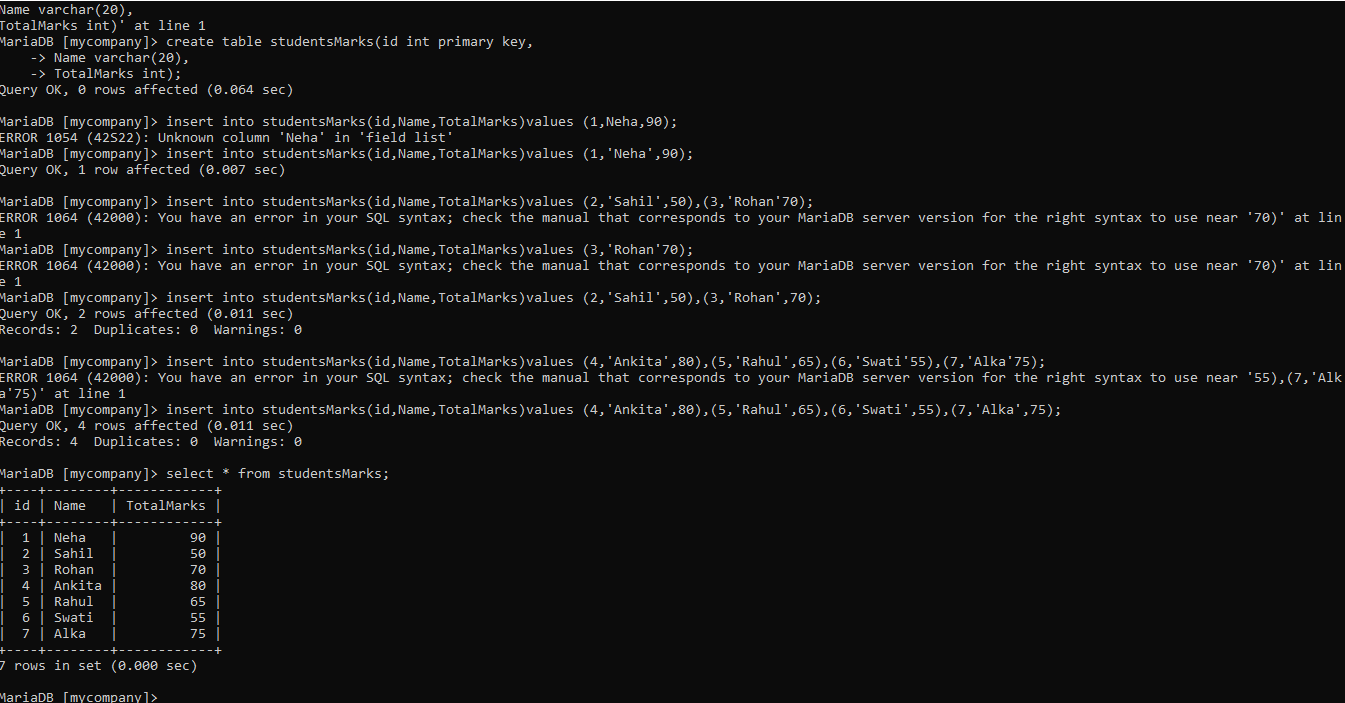 Name varchar(20),
TotalMarks int)' at line 1
MariaDB [mycompany]> create table studentsMarks(id int primary key,
    -> Name varchar(20),
    -> TotalMarks int);
Query OK, 0 rows affected (0.064 sec)

MariaDB [mycompany]> insert into studentsMarks(id,Name,TotalMarks)values (1,Neha,90);
ERROR 1054 (42S22): Unknown column 'Neha' in 'field list'
MariaDB [mycompany]> insert into studentsMarks(id,Name,TotalMarks)values (1,'Neha',90);
Query OK, 1 row affected (0.007 sec)

MariaDB [mycompany]> insert into studentsMarks(id,Name,TotalMarks)values (2,'Sahil',50),(3,'Rohan'70);
ERROR 1064 (42000): You have an error in your SQL syntax; check the manual that corresponds to your MariaDB server version for the right syntax to use near '70)' at lin
e 1
MariaDB [mycompany]> insert into studentsMarks(id,Name,TotalMarks)values (3,'Rohan'70);
ERROR 1064 (42000): You have an error in your SQL syntax; check the manual that corresponds to your MariaDB server version for the right syntax to use near '70)' at lin
e 1
MariaDB [mycompany]> insert into studentsMarks(id,Name,TotalMarks)values (2,'Sahil',50),(3,'Rohan',70);
Query OK, 2 rows affected (0.011 sec)
Records: 2  Duplicates: 0  Warnings: 0

MariaDB [mycompany]> insert into studentsMarks(id,Name,TotalMarks)values (4,'Ankita',80),(5,'Rahul',65),(6,'Swati'55),(7,'Alka'75);
ERROR 1064 (42000): You have an error in your SQL syntax; check the manual that corresponds to your MariaDB server version for the right syntax to use near '55),(7,'Alk
a'75)' at line 1
MariaDB [mycompany]> insert into studentsMarks(id,Name,TotalMarks)values (4,'Ankita',80),(5,'Rahul',65),(6,'Swati',55),(7,'Alka',75);
Query OK, 4 rows affected (0.011 sec)
Records: 4  Duplicates: 0  Warnings: 0

MariaDB [mycompany]> select * from studentsMarks;
+----+--------+------------+
| id | Name   | TotalMarks |
+----+--------+------------+
|  1 | Neha   |         90 |
|  2 | Sahil  |         50 |
|  3 | Rohan  |         70 |
|  4 | Ankita |         80 |
|  5 | Rahul  |         65 |
|  6 | Swati  |         55 |
|  7 | Alka   |         75 |
+----+--------+------------+
7 rows in set (0.000 sec)

MariaDB [mycompany]>